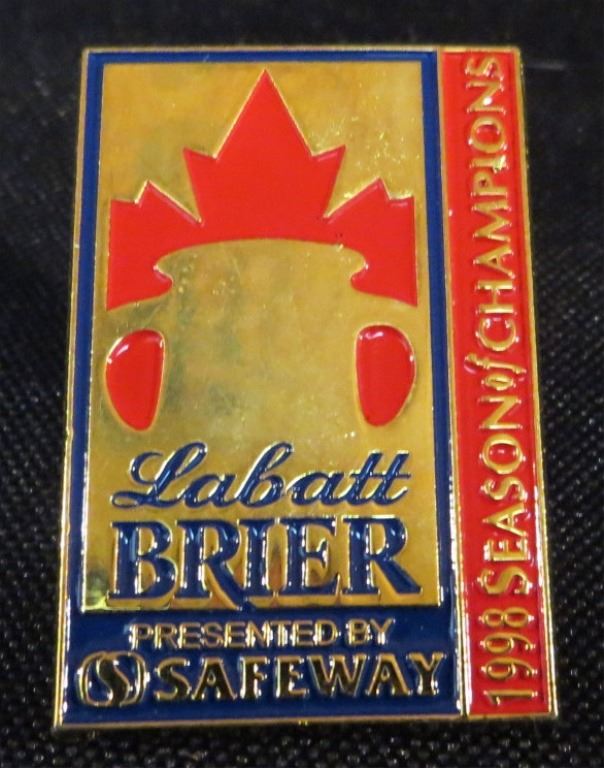 Labatt
BRIER
PRESENTED BY
SAFEWAY
1998 SEASON of CHAMPIONS